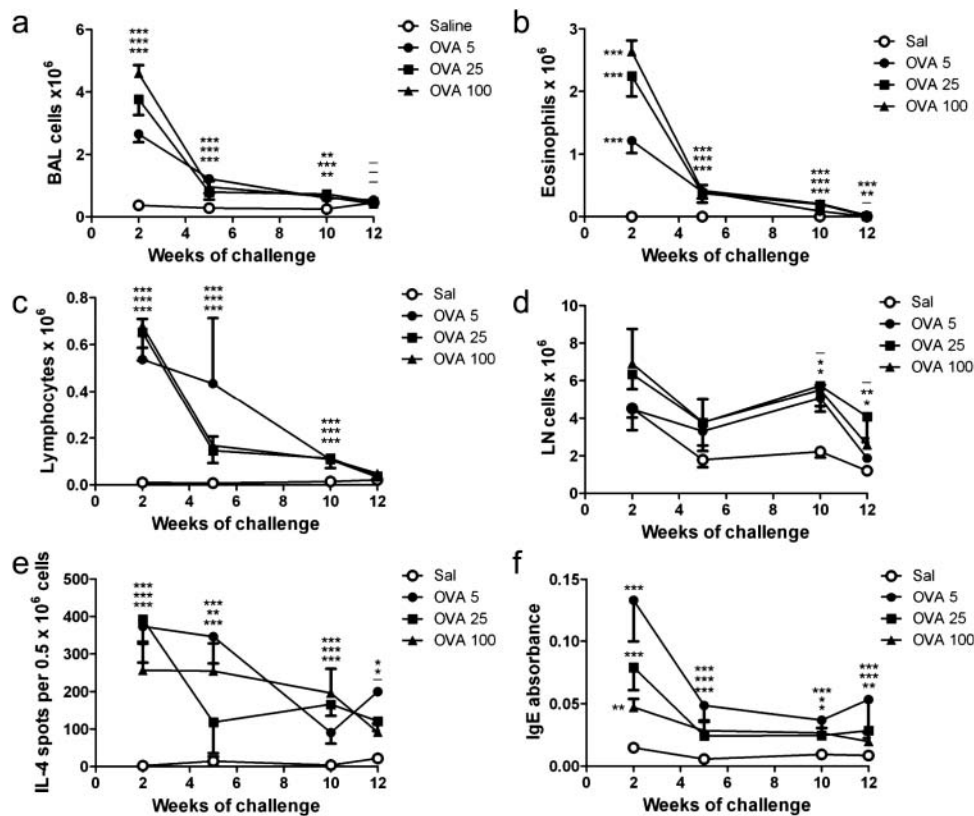 a
BAL cells x10⁶
6
4
2
0
***
***
***
***
***
***
**
***
**
–
–
–
Saline
OVA 5
OVA 25
OVA 100
0 2 4 6 8 10 12
Weeks of challenge
b
Eosinophils x 10⁶
3
2
1
0
***
***
***
***
***
***
***
***
***
***
**
–
Sal
OVA 5
OVA 25
OVA 100
0 2 4 6 8 10 12
Weeks of challenge
c
Lymphocytes x 10⁶
0.8
0.6
0.4
0.2
0.0
***
***
***
***
***
***
***
***
***
Sal
OVA 5
OVA 25
OVA 100
0 2 4 6 8 10 12
Weeks of challenge
d
LN cells x 10⁶
10
8
6
4
2
0
–
*
*
–
**
*
Sal
OVA 5
OVA 25
OVA 100
0 2 4 6 8 10 12
Weeks of challenge
e
IL-4 spots per 0.5 x 10⁶ cells
500
400
300
200
100
0
***
***
***
***
**
***
***
***
***
*
*
–
Sal
OVA 5
OVA 25
OVA 100
0 2 4 6 8 10 12
Weeks of challenge
f
IgE absorbance
0.15
0.10
0.05
0.00
***
***
**
***
***
***
***
*
*
***
***
**
Sal
OVA 5
OVA 25
OVA 100
0 2 4 6 8 10 12
Weeks of challenge